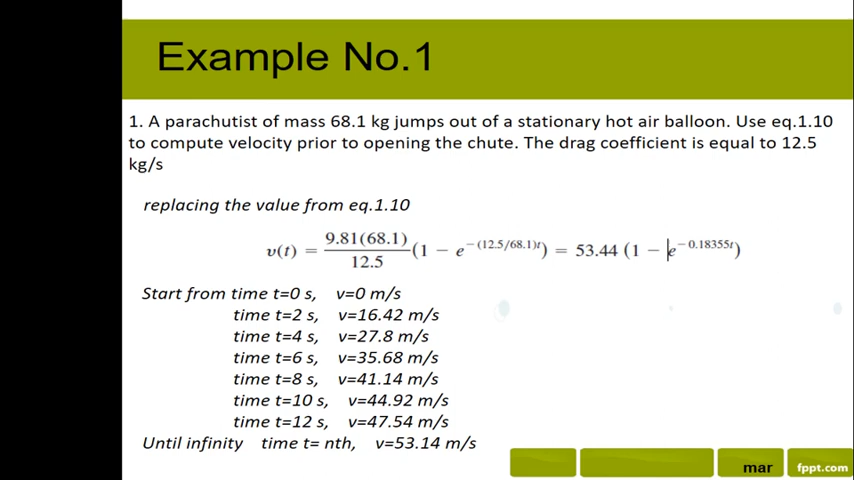 Example No.1
1. A parachutist of mass 68.1 kg jumps out of a stationary hot air balloon. Use eq.1.10
to compute velocity prior to opening the chute. The drag coefficient is equal to 12.5
kg/s
replacing the value from eq.1.10
v(t) = 9.81(68.1)/12.5 (1 − e^−(12.5/68.1)t) = 53.44 (1 − e^−0.18355t)
Start from time t=0 s, v=0 m/s
time t=2 s, v=16.42 m/s
time t=4 s, v=27.8 m/s
time t=6 s, v=35.68 m/s
time t=8 s, v=41.14 m/s
time t=10 s, v=44.92 m/s
time t=12 s, v=47.54 m/s
Until infinity time t= nth, v=53.14 m/s
mar fppt.com